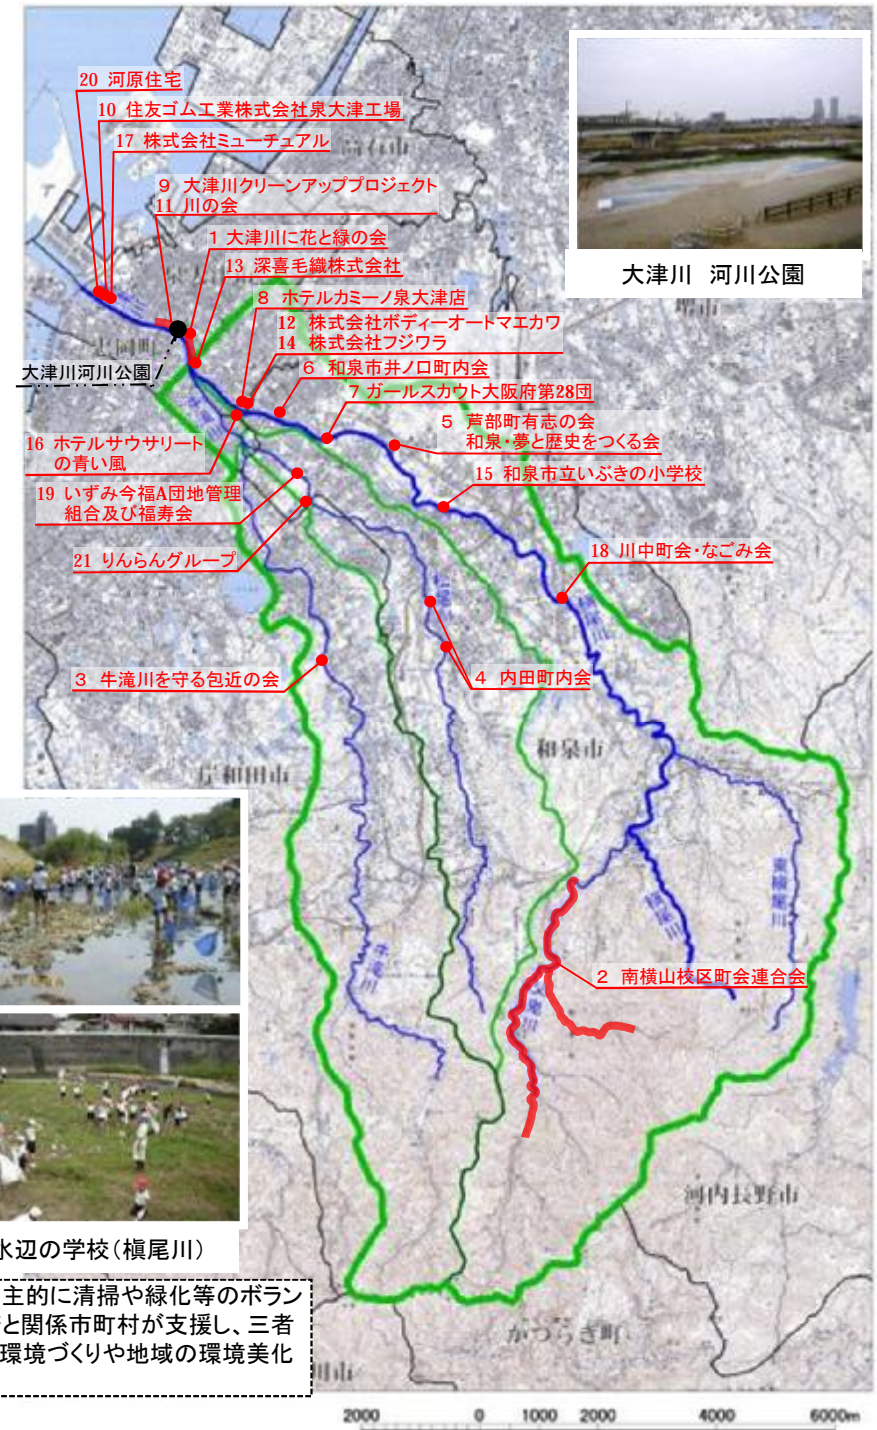 20 河原住宅
10 住友ゴム工業株式会社泉大津工場
17 株式会社ミューチュアル
9 大津川クリーンアッププロジェクト
11 川の会
1 大津川に花と緑の会
13 深喜毛織株式会社
8 ホテルカミーノ泉大津店
12 株式会社ボディーオートマエカワ
14 株式会社フジワラ
大津川河川公園
6 和泉市井ノ口町内会
7 ガールスカウト大阪府第28団
5 芦部町有志の会
和泉・夢と歴史をつくる会
16 ホテルサウサリート
の青い風
15 和泉市立いぶきの小学校
19 いずみ今福A団地管理
組合及び福寿会
21 りんらんグループ
18 川中町会・なごみ会
3 牛滝川を守る包近の会
4 内田町内会
2 南横山校区町会連合会
大津川 河川公園
高石市
忠岡町
岸和田市
和泉市
槇尾川
槇尾川
東槇尾川
牛滝川
父鬼川
河内長野市
かつらぎ町
水辺の学校(槇尾川)
主的に清掃や緑化等のボラン
と関係市町村が支援し、三者
環境づくりや地域の環境美化
2000 0 1000 2000 4000 6000m